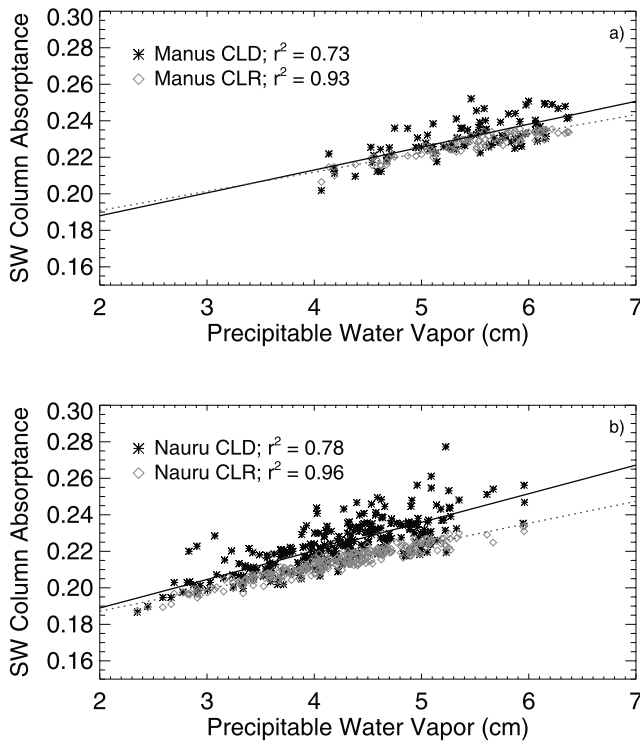 0.30
a)
Manus CLD; r² = 0.73
0.28
Manus CLR; r² = 0.93
0.26
0.24
0.22
0.20
0.18
0.16
SW Column Absorptance
2 3 4 5 6 7
Precipitable Water Vapor (cm)
0.30
b)
Nauru CLD; r² = 0.78
0.28
Nauru CLR; r² = 0.96
0.26
0.24
0.22
0.20
0.18
0.16
SW Column Absorptance
2 3 4 5 6 7
Precipitable Water Vapor (cm)